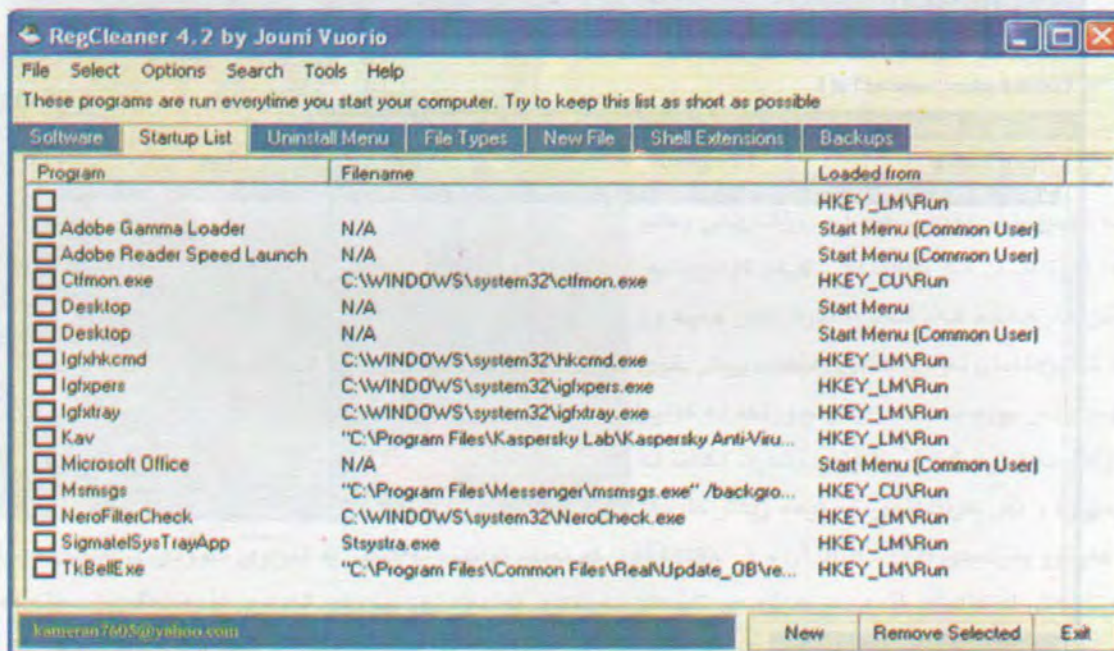 RegCleaner 4.2 by Jouni Vuorio
File Select Options Search Tools Help
These programs are run everytime you start your computer. Try to keep this list as short as possible
Software Startup List Uninstall Menu File Types New File Shell Extensions Backups
Program Filename Loaded from
HKEY_LM\Run
Adobe Gamma Loader N/A Start Menu (Common User)
Adobe Reader Speed Launch N/A Start Menu (Common User)
Ctfmon.exe C:\WINDOWS\system32\ctfmon.exe HKEY_CU\Run
Desktop N/A Start Menu
Desktop N/A Start Menu (Common User)
Igfxhkcmd C:\WINDOWS\system32\hkcmd.exe HKEY_LM\Run
Igfxpers C:\WINDOWS\system32\igfxpers.exe HKEY_LM\Run
Igfxtray C:\WINDOWS\system32\igfxtray.exe HKEY_LM\Run
Kav "C:\Program Files\Kaspersky Lab\Kaspersky Anti-Viru... HKEY_LM\Run
Microsoft Office N/A Start Menu (Common User)
Msmsgs "C:\Program Files\Messenger\msmsgs.exe" /backgro... HKEY_CU\Run
NeroFilterCheck C:\WINDOWS\system32\NeroCheck.exe HKEY_LM\Run
SigmatelSysTrayApp Stsystra.exe HKEY_LM\Run
TkBellExe "C:\Program Files\Common Files\Real\Update_OB\re... HKEY_LM\Run
kameran7605@yahoo.com New Remove Selected Exit